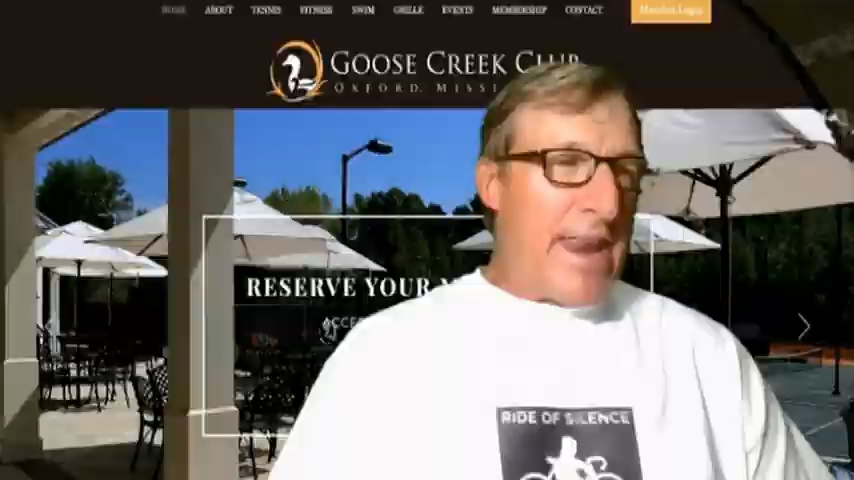 HOME ABOUT TENNIS FITNESS SWIM GRILLE EVENTS MEMBERSHIP CONTACT Member Login
GOOSE CREEK CLUB
OXFORD, MISSI
RESERVE YOUR
ACCE
RIDE OF SILENCE